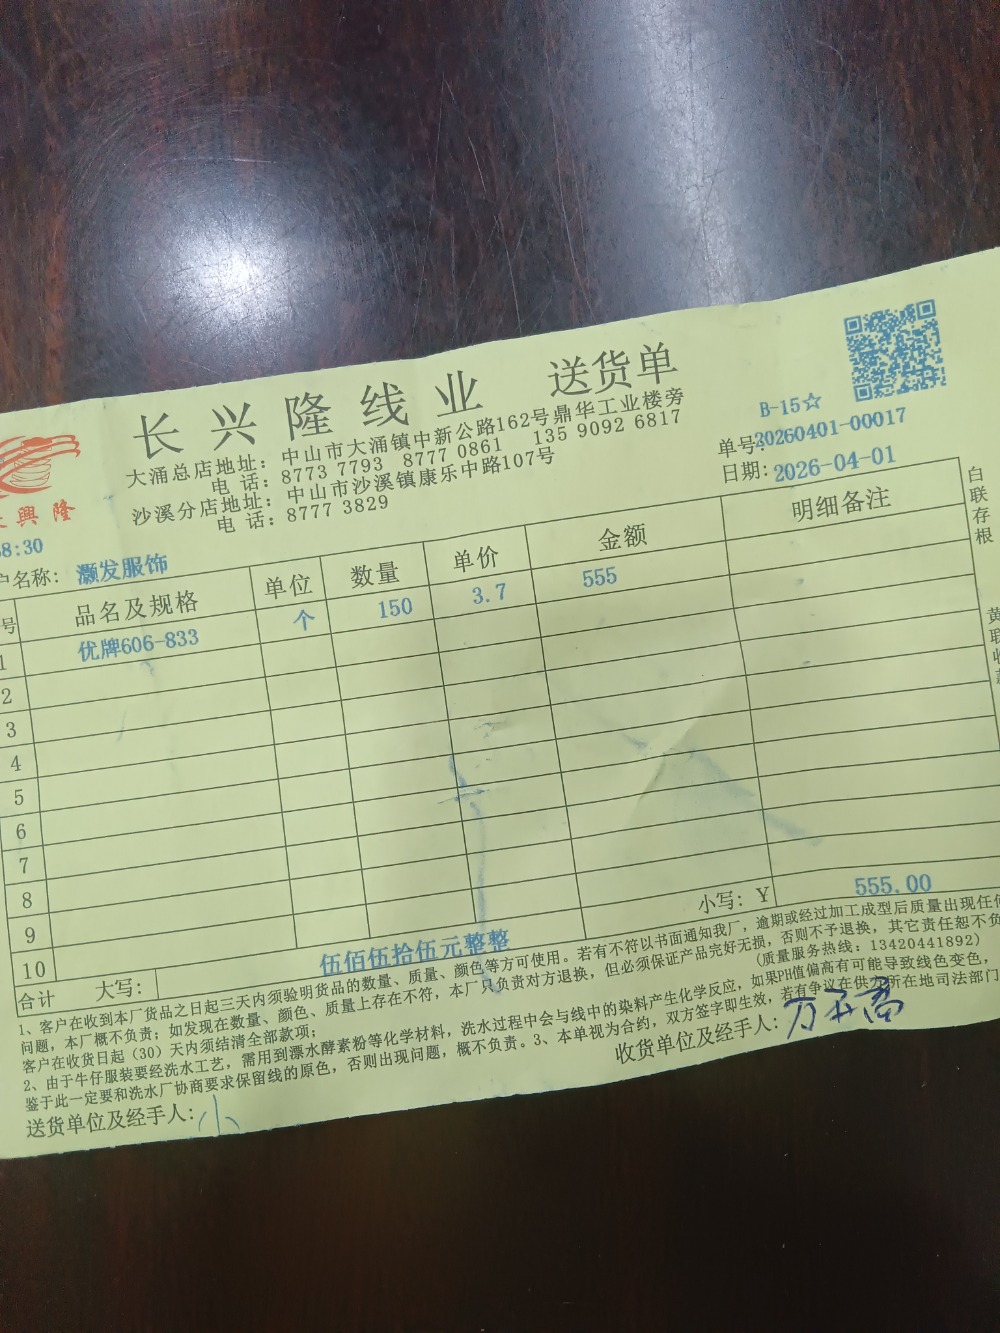 长兴隆线业 送货单
B-15☆
大涌总店地址：中山市大涌镇中新公路162号鼎华工业楼旁
电 话：8773 7793 8777 0861 135 9092 6817
沙溪分店地址：中山市沙溪镇康乐中路107号
电 话：8777 3829
单号:20260401-00017
日期:2026-04-01
興隆
8:30
户名称: 灏发服饰
号 品名及规格 单位 数量 单价 金额 明细备注
1 优牌606-833 个 150 3.7 555
2
3
4
5
6
7
8
9
10
合计 大写: 伍佰伍拾伍元整整 小写: Y 555.00
白联存根
黄联收
1、客户在收到本厂货品之日起三天内须验明货品的数量、质量、颜色等方可使用。若有不符以书面通知我厂，逾期或经过加工成型后质量出现任何
问题，本厂概不负责；如发现在数量、颜色、质量上存在不符，本厂只负责对方退换，但必须保证产品完好无损，否则不予退换，其它责任恕不负
客户在收货日起（30）天内须结清全部款项； （质量服务热线：13420441892）
2、由于牛仔服装要经洗水工艺，需用到漂水酵素粉等化学材料，洗水过程中会与线中的染料产生化学反应，如果PH值偏高有可能导致线色变色，
鉴于此一定要和洗水厂协商要求保留线的原色，否则出现问题，概不负责。3、本单视为合约，双方签字即生效，若有争议在供方所在地司法部门
送货单位及经手人: 小
收货单位及经手人: